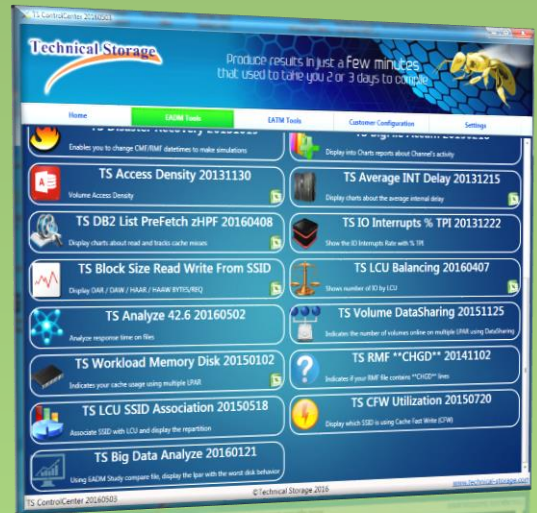 TS ControlCenter 20160503
Technical Storage
Produce results in just a Few minutes
that used to take you 2 or 3 days to compile
Home
EADM Tools
EATM Tools
Customer Configuration
Settings
TS Disaster Recovery
Enables you to change CMF/RMF datetimes to make simulations
Display into Charts reports about Channel's activity
TS Access Density 20131130
Volume Access Density
TS Average INT Delay 20131215
Display charts about the average internal delay
TS DB2 List PreFetch zHPF 20160408
Display charts about read and tracks cache misses
TS IO Interrupts % TPI 20131222
Show the IO Interrupts Rate with % TPI
TS Block Size Read Write From SSID
Display OAR / DAW / HAAR / HAAW BYTES/REQ
TS LCU Balancing 20160407
Shows number of IO by LCU
TS Analyze 42.6 20160502
Analyze response time on files
TS Volume DataSharing 20151125
Indicates the number of volumes online on multiple LPAR using DataSharing
TS Workload Memory Disk 20150102
Indicates your cache usage using multiple LPAR
TS RMF **CHGD** 20141102
Indicates if your RMF file contains **CHGD** lines
TS LCU SSID Association 20150518
Associate SSID with LCU and display the repartition
TS CFW Utilization 20150720
Display which SSID is using Cache Fast Write (CFW)
TS Big Data Analyze 20160121
Using EADM Study compare file, display the lpar with the worst disk behavior
TS ControlCenter 20160503
©Technical Storage 2016
www.technical-storage.com